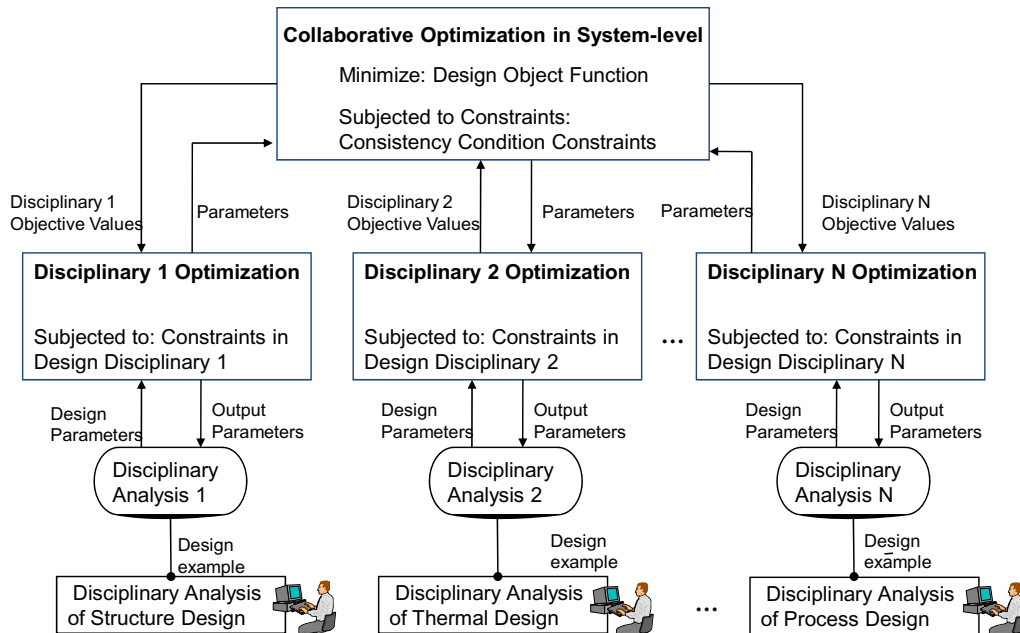 Collaborative Optimization in System-level
Minimize: Design Object Function
Subjected to Constraints:
Consistency Condition Constraints
Disciplinary 1
Objective Values
Parameters
Disciplinary 2
Objective Values
Parameters
Parameters
Disciplinary N
Objective Values
Disciplinary 1 Optimization
Subjected to: Constraints in
Design Disciplinary 1
Disciplinary 2 Optimization
Subjected to: Constraints in
Design Disciplinary 2
...
Disciplinary N Optimization
Subjected to: Constraints in
Design Disciplinary N
Design
Parameters
Output
Parameters
Design
Parameters
Output
Parameters
Design
Parameters
Output
Parameters
Disciplinary
Analysis 1
Disciplinary
Analysis 2
Disciplinary
Analysis N
Design
example
Design
example
Design
example
Disciplinary Analysis
of Structure Design
Disciplinary Analysis
of Thermal Design
...
Disciplinary Analysis
of Process Design